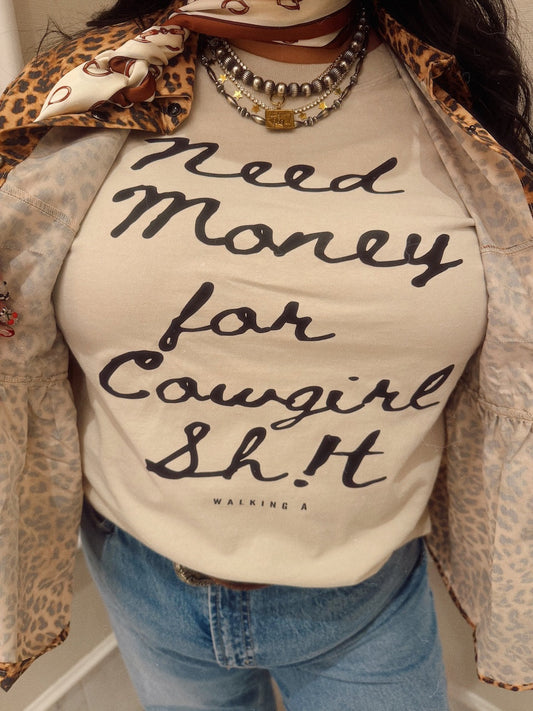 Need
Money
for
Cowgirl
Sh!t
WALKING A